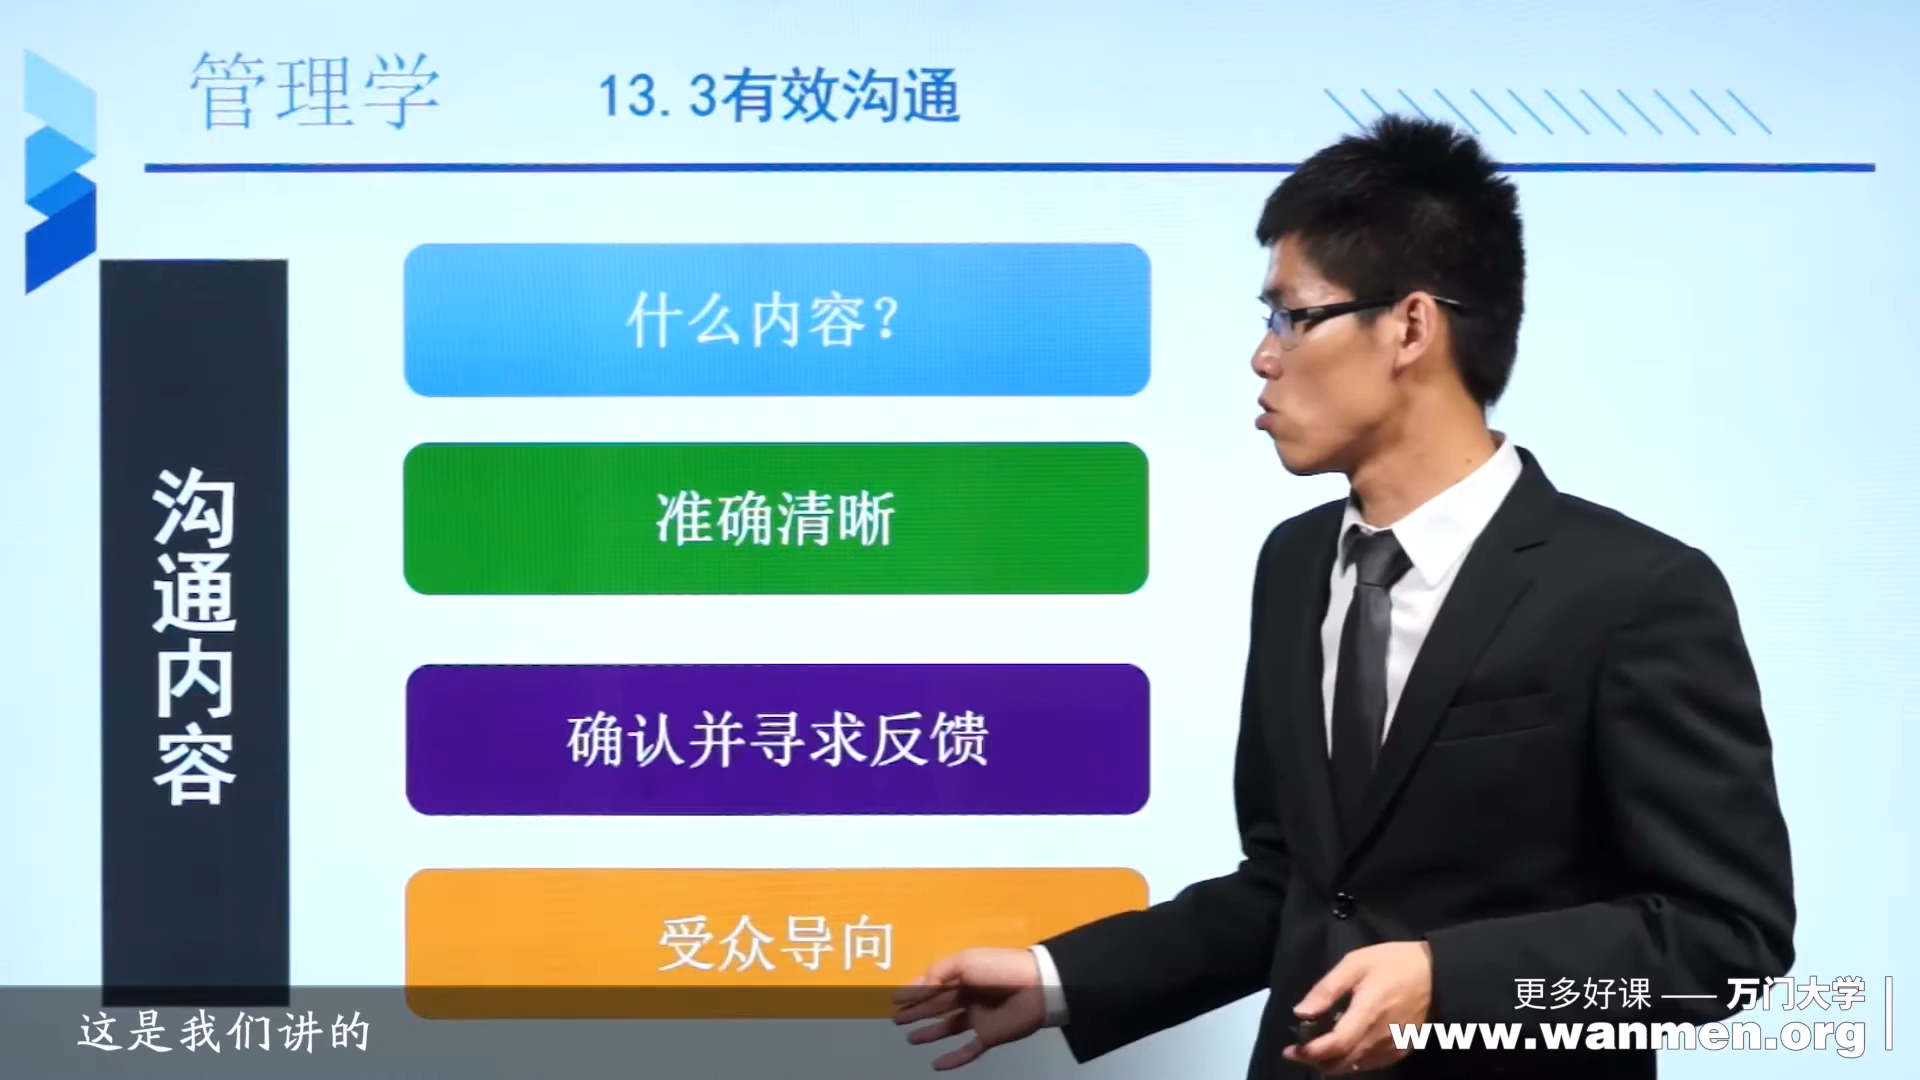 管理学
13.3有效沟通
沟通内容
什么内容?
准确清晰
确认并寻求反馈
受众导向
这是我们讲的
更多好课 —— 万门大学
www.wanmen.org